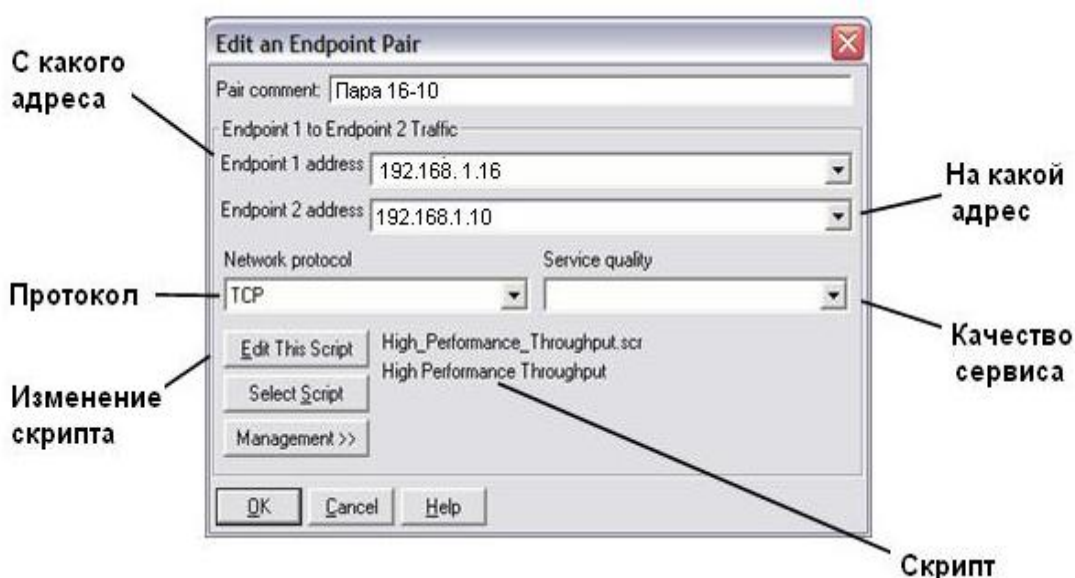 Edit an Endpoint Pair
С какого
адреса
Pair comment: Пара 16-10
Endpoint 1 to Endpoint 2 Traffic
Endpoint 1 address 192.168. 1.16
На какой
адрес
Endpoint 2 address 192.168.1.10
Network protocol Service quality
Протокол
TCP
Качество
сервиса
Edit This Script High_Performance_Throughput.scr
High Performance Throughput
Изменение
скрипта
Select Script
Management >>
OK Cancel Help
Скрипт